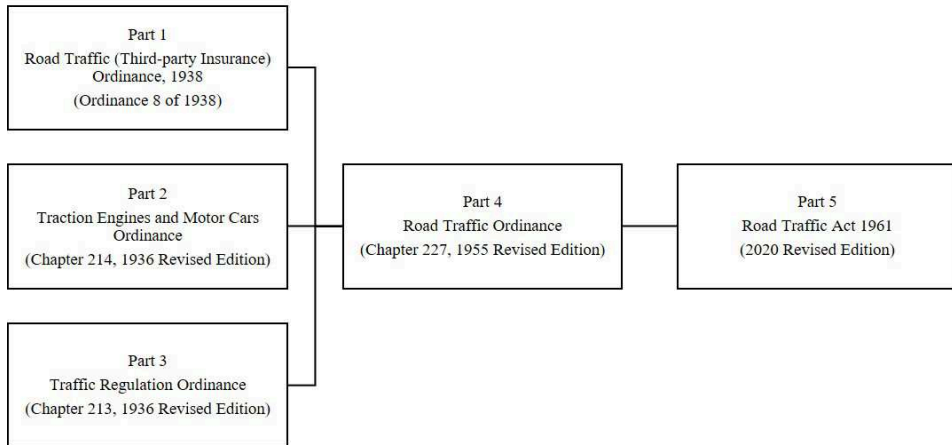 Part 1
Road Traffic (Third-party Insurance)
Ordinance, 1938
(Ordinance 8 of 1938)
Part 2
Traction Engines and Motor Cars
Ordinance
(Chapter 214, 1936 Revised Edition)
Part 3
Traffic Regulation Ordinance
(Chapter 213, 1936 Revised Edition)
Part 4
Road Traffic Ordinance
(Chapter 227, 1955 Revised Edition)
Part 5
Road Traffic Act 1961
(2020 Revised Edition)